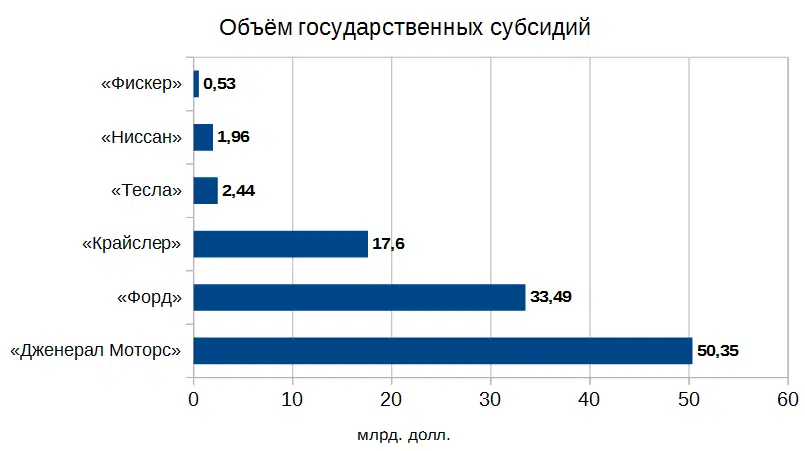 Объём государственных субсидий
«Фискер» 0,53
«Ниссан» 1,96
«Тесла» 2,44
«Крайслер» 17,6
«Форд» 33,49
«Дженерал Моторс» 50,35
0 10 20 30 40 50 60
млрд. долл.